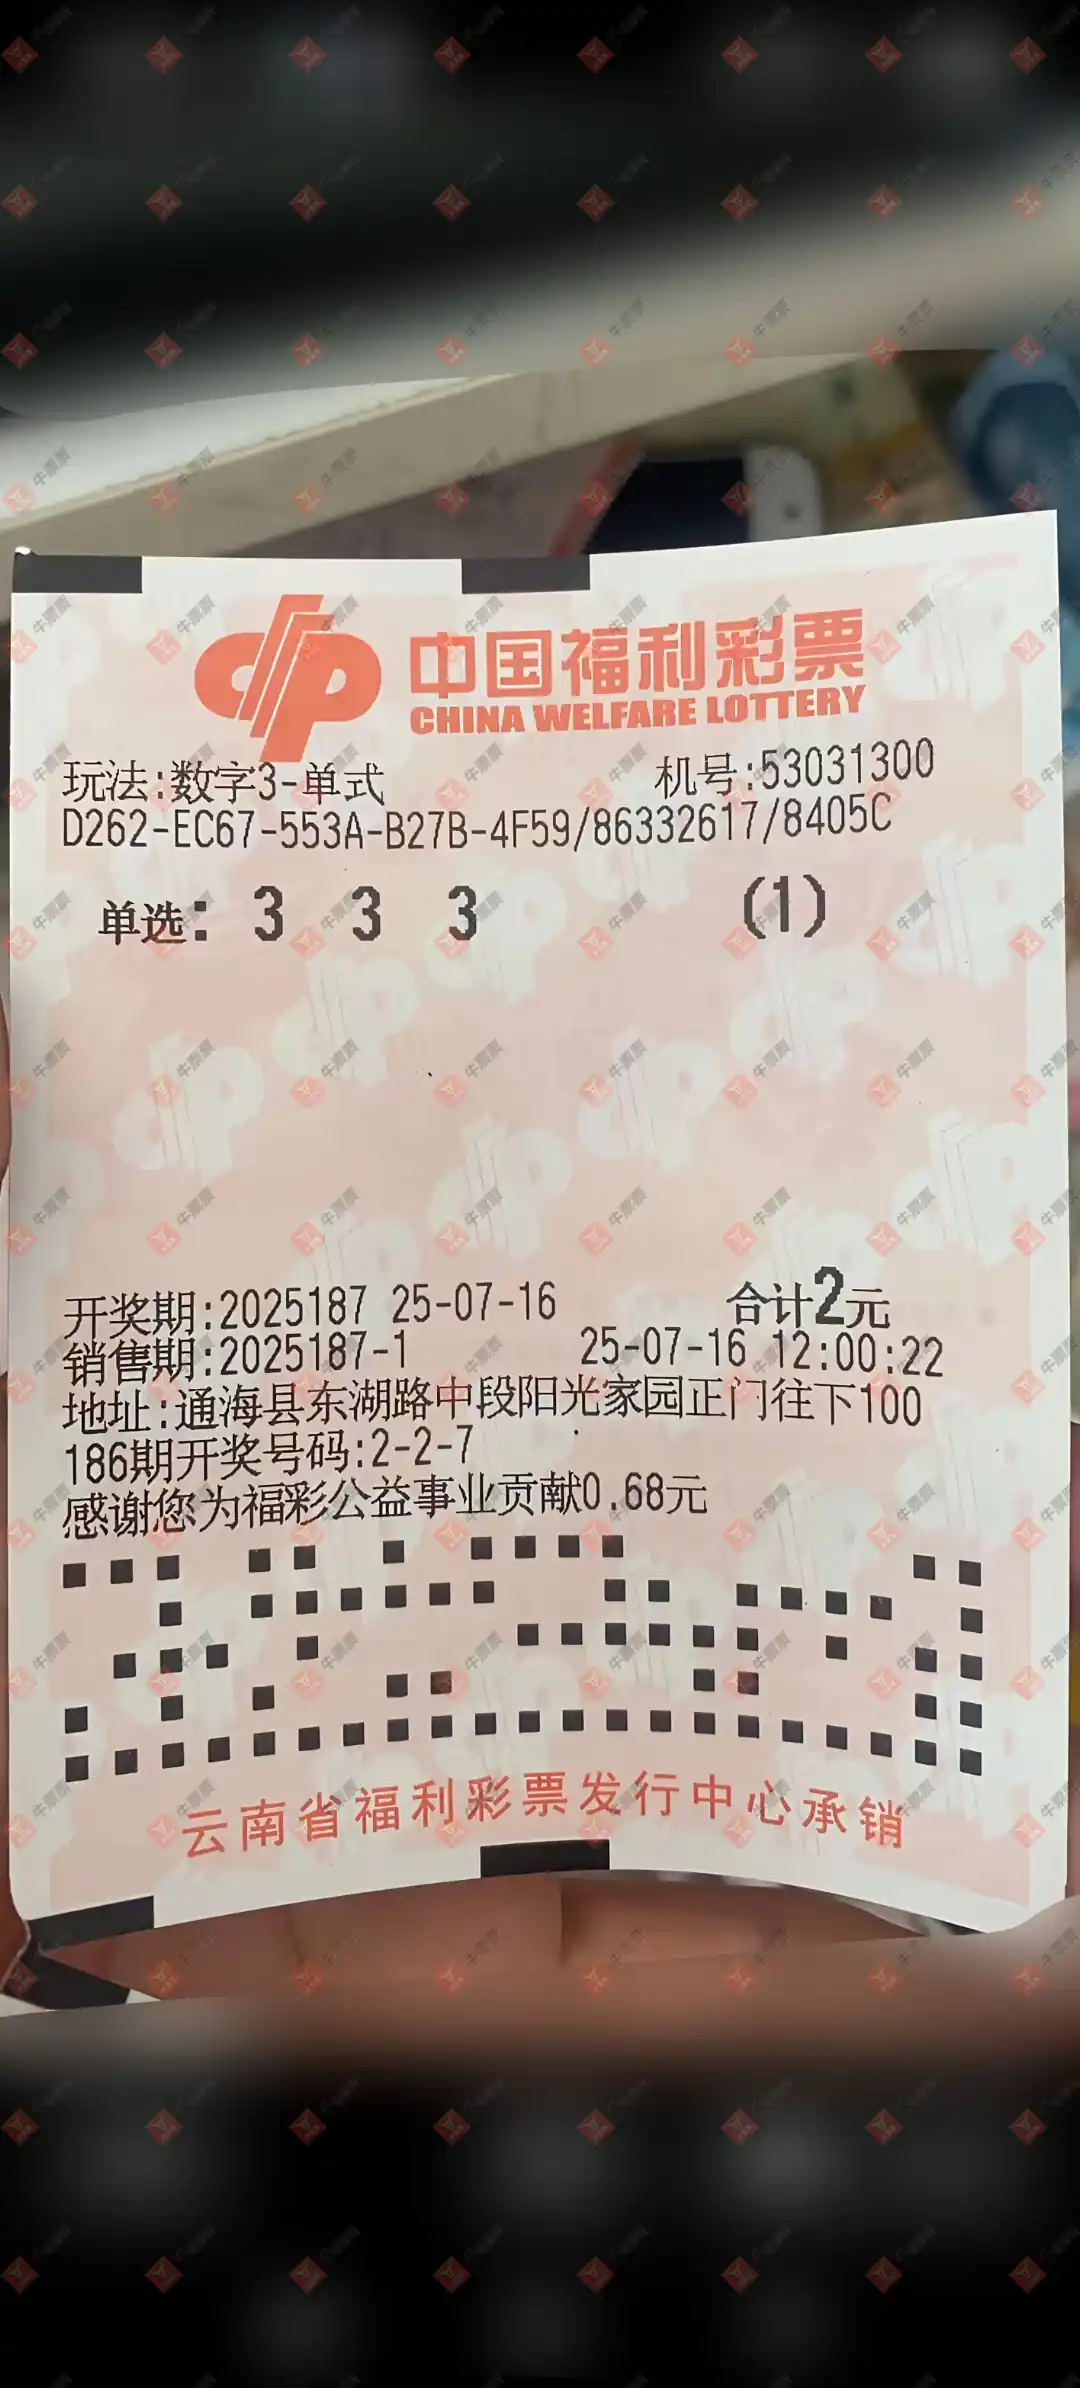 中国福利彩票
CHINA WELFARE LOTTERY
玩法:数字3-单式 机号:53031300
D262-EC67-553A-B27B-4F59/86332617/8405C
单选: 3 3 3 (1)
开奖期:2025187 25-07-16 合计2元
销售期:2025187-1 25-07-16 12:00:22
地址:通海县东湖路中段阳光家园正门往下100
186期开奖号码:2-2-7
感谢您为福彩公益事业贡献0.68元
云南省福利彩票发行中心承销
牛票票